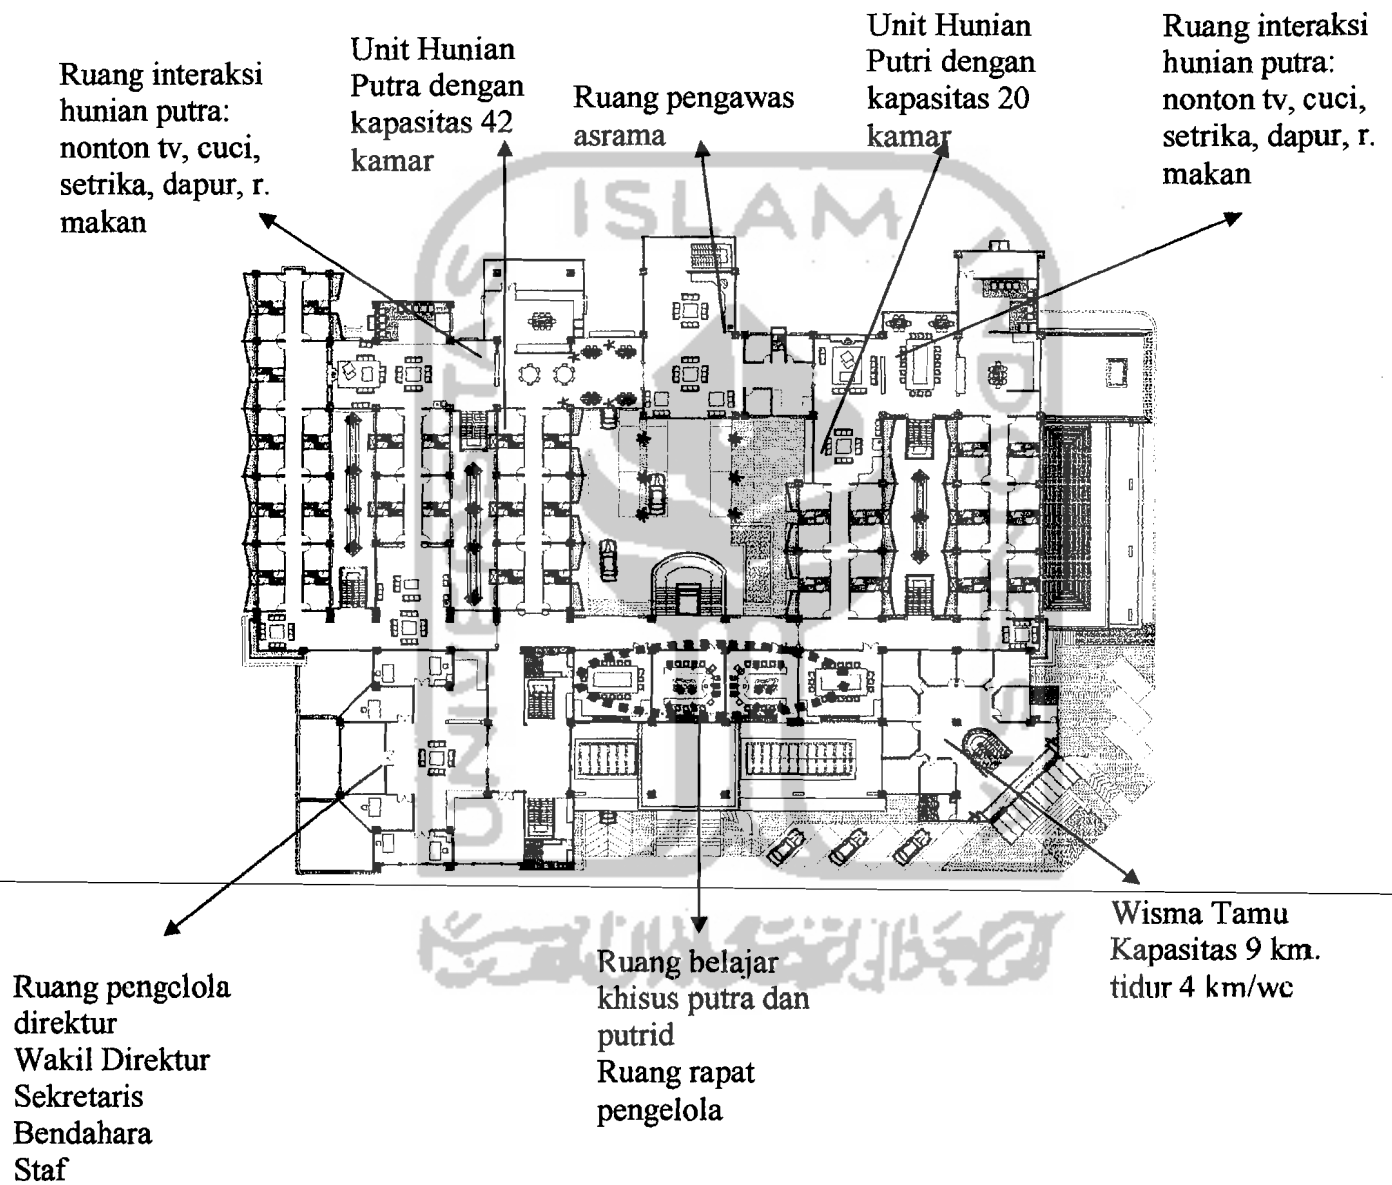 Ruang interaksi
hunian putra:
nonton tv, cuci,
setrika, dapur, r.
makan
Unit Hunian
Putra dengan
kapasitas 42
kamar
Ruang pengawas
asrama
Unit Hunian
Putri dengan
kapasitas 20
kamar
Ruang interaksi
hunian putra:
nonton tv, cuci,
setrika, dapur, r.
makan
UNIVERSITAS
ISLAM
INDONESIA
Ruang pengelola
direktur
Wakil Direktur
Sekretaris
Bendahara
Staf
Ruang belajar
khisus putra dan
putrid
Ruang rapat
pengelola
Wisma Tamu
Kapasitas 9 km.
tidur 4 km/wc